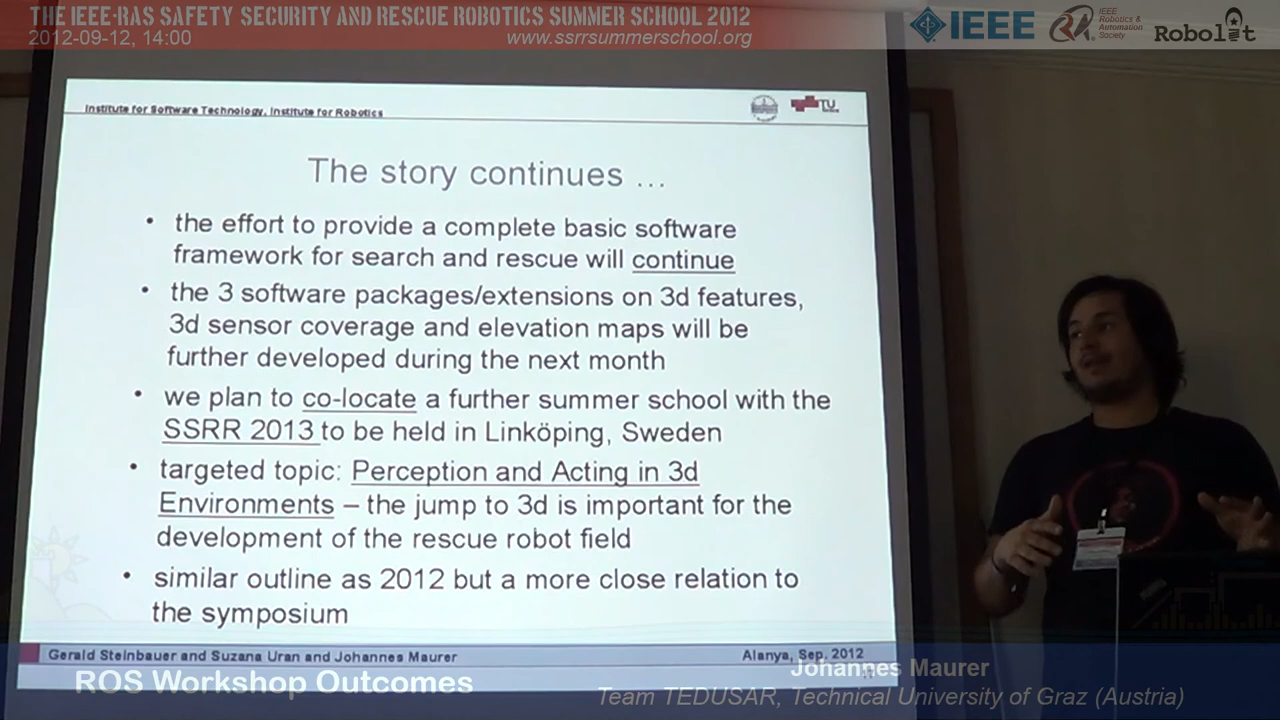 THE IEEE-RAS SAFETY SECURITY AND RESCUE ROBOTICS SUMMER SCHOOL 2012
2012-09-12, 14:00
www.ssrrsummerschool.org
IEEE
IEEE
Robotics &
Automation
Society
Robolit
Institute for Software Technology, Institute for Robotics
TU
The story continues ...
• the effort to provide a complete basic software
framework for search and rescue will continue
• the 3 software packages/extensions on 3d features,
3d sensor coverage and elevation maps will be
further developed during the next month
• we plan to co-locate a further summer school with the
SSRR 2013 to be held in Linköping, Sweden
• targeted topic: Perception and Acting in 3d
Environments – the jump to 3d is important for the
development of the rescue robot field
• similar outline as 2012 but a more close relation to
the symposium
Gerald Steinbauer and Suzana Uran and Johannes Maurer
Alanya, Sep. 2012
ROS Workshop Outcomes
Johannes Maurer
Team TEDUSAR, Technical University of Graz (Austria)